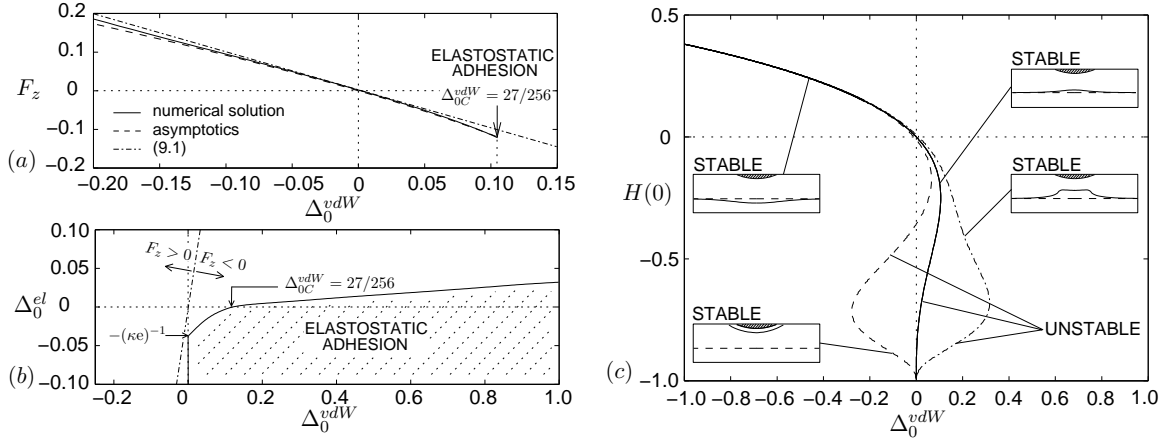 0.2
0.1
F_z
0
−0.1
−0.2
ELASTOSTATIC
ADHESION
Δ_{0C}^{vdW} = 27/256
numerical solution
asymptotics
(9.1)
(a)
−0.20 −0.15 −0.10 −0.05 0 0.05 0.10 0.15
Δ_0^{vdW}
0.10
0.05
Δ_0^{el}
0
−0.05
−0.10
F_z > 0
F_z < 0
Δ_{0C}^{vdW} = 27/256
−(κe)^{−1}
ELASTOSTATIC
ADHESION
(b)
−0.2 0 0.2 0.4 0.6 0.8 1.0
Δ_0^{vdW}
0.5
0
H(0)
−0.5
−1.0
STABLE
STABLE
STABLE
STABLE
UNSTABLE
(c)
−1.0 −0.8 −0.6 −0.4 −0.2 0 0.2 0.4 0.6 0.8 1.0
Δ_0^{vdW}